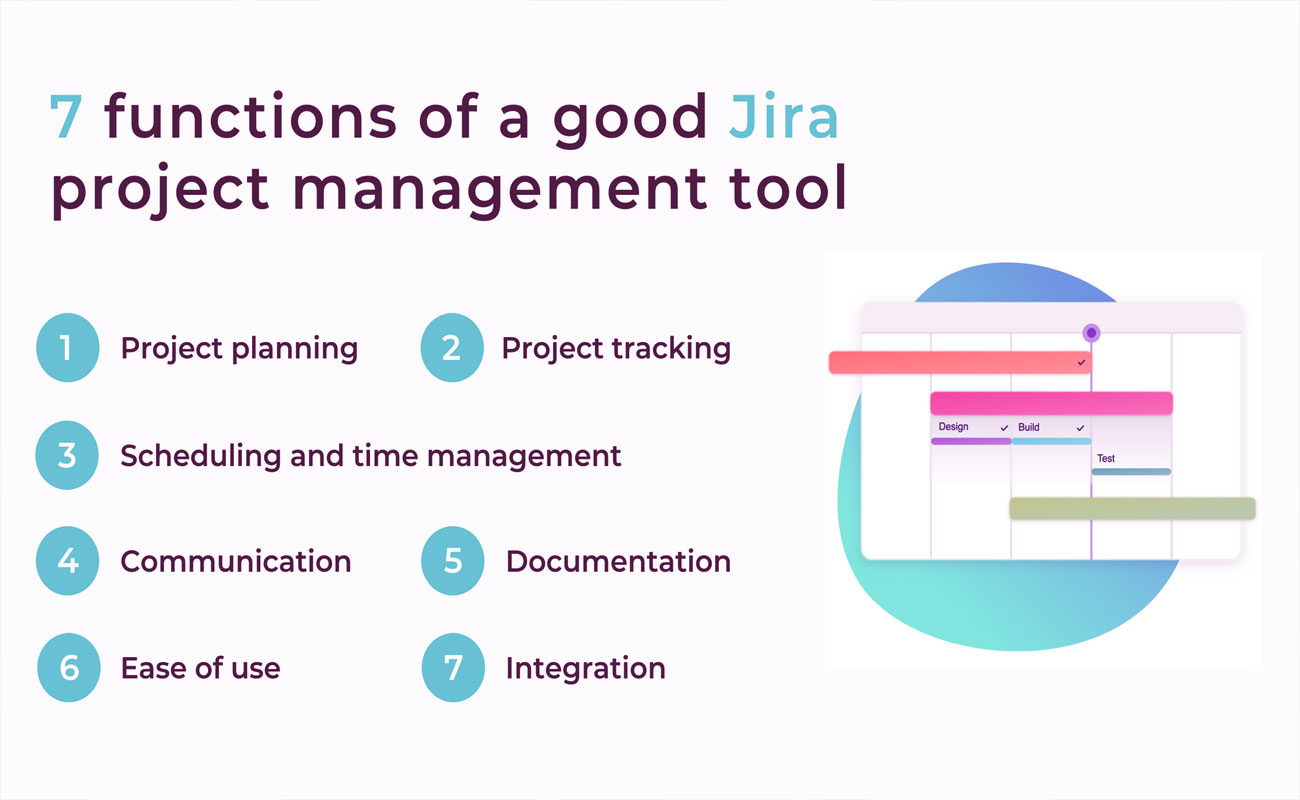 7 functions of a good Jira
project management tool
1 Project planning
2 Project tracking
3 Scheduling and time management
4 Communication
5 Documentation
6 Ease of use
7 Integration
Design
Build
Test